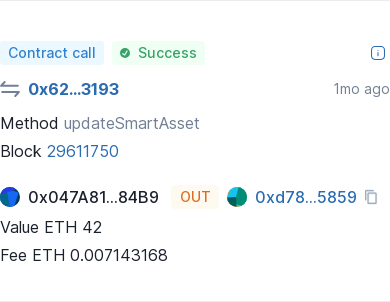 Contract call Success
0x62...3193 1mo ago
Method updateSmartAsset
Block 29611750
0x047A81...84B9 OUT 0xd78...5859
Value ETH 42
Fee ETH 0.007143168